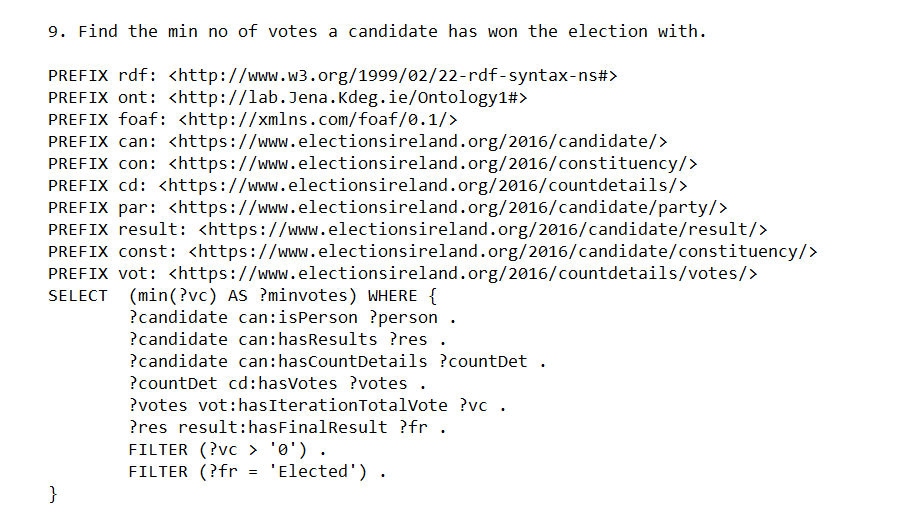 9. Find the min no of votes a candidate has won the election with.
PREFIX rdf: <http://www.w3.org/1999/02/22-rdf-syntax-ns#>
PREFIX ont: <http://lab.Jena.Kdeg.ie/Ontology1#>
PREFIX foaf: <http://xmlns.com/foaf/0.1/>
PREFIX can: <https://www.electionsireland.org/2016/candidate/>
PREFIX con: <https://www.electionsireland.org/2016/constituency/>
PREFIX cd: <https://www.electionsireland.org/2016/countdetails/>
PREFIX par: <https://www.electionsireland.org/2016/candidate/party/>
PREFIX result: <https://www.electionsireland.org/2016/candidate/result/>
PREFIX const: <https://www.electionsireland.org/2016/candidate/constituency/>
PREFIX vot: <https://www.electionsireland.org/2016/countdetails/votes/>
SELECT  (min(?vc) AS ?minvotes) WHERE {
        ?candidate can:isPerson ?person .
        ?candidate can:hasResults ?res .
        ?candidate can:hasCountDetails ?countDet .
        ?countDet cd:hasVotes ?votes .
        ?votes vot:hasIterationTotalVote ?vc .
        ?res result:hasFinalResult ?fr .
        FILTER (?vc > '0') .
        FILTER (?fr = 'Elected') .
}